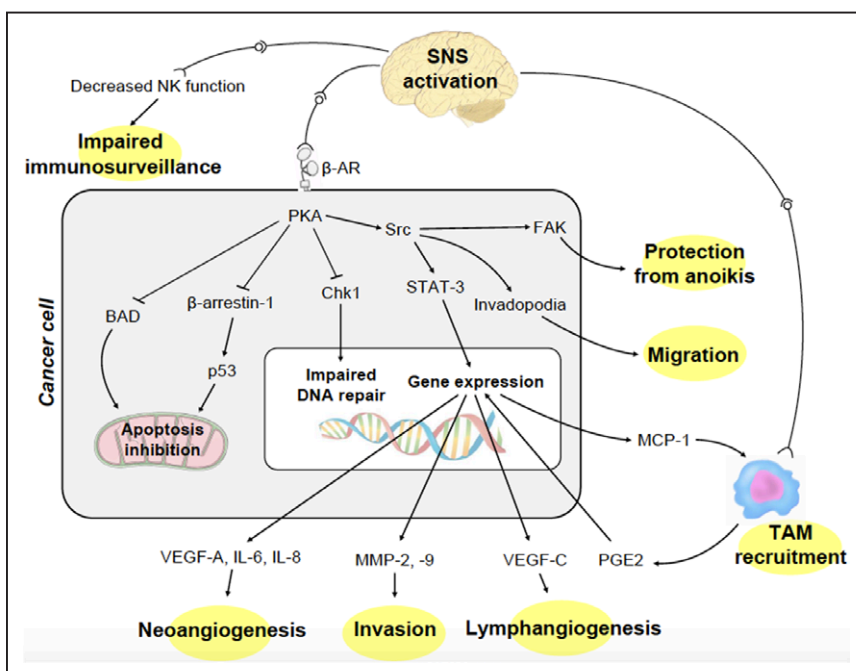 SNS
activation
Decreased NK function
Impaired
immunosurveillance
β-AR
Cancer cell
PKA
Src
FAK
Protection
from anoikis
BAD
β-arrestin-1
Chk1
STAT-3
Invadopodia
Migration
p53
Impaired
DNA repair
Gene expression
Apoptosis
inhibition
MCP-1
TAM
recruitment
VEGF-A, IL-6, IL-8
MMP-2, -9
VEGF-C
PGE2
Neoangiogenesis
Invasion
Lymphangiogenesis